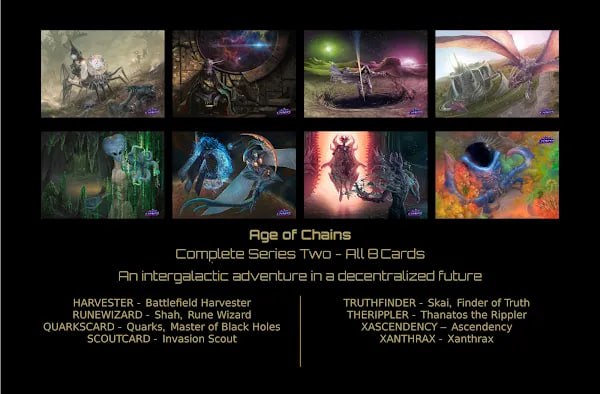 Age of Chains
Complete Series Two - All 8 Cards
An intergalactic adventure in a decentralized future
HARVESTER - Battlefield Harvester
RUNEWIZARD - Shah, Rune Wizard
QUARKSCARD - Quarks, Master of Black Holes
SCOUTCARD - Invasion Scout
TRUTHFINDER - Skai, Finder of Truth
THERIPPLER - Thanatos the Rippler
XASCENDENCY – Ascendency
XANTHRAX - Xanthrax